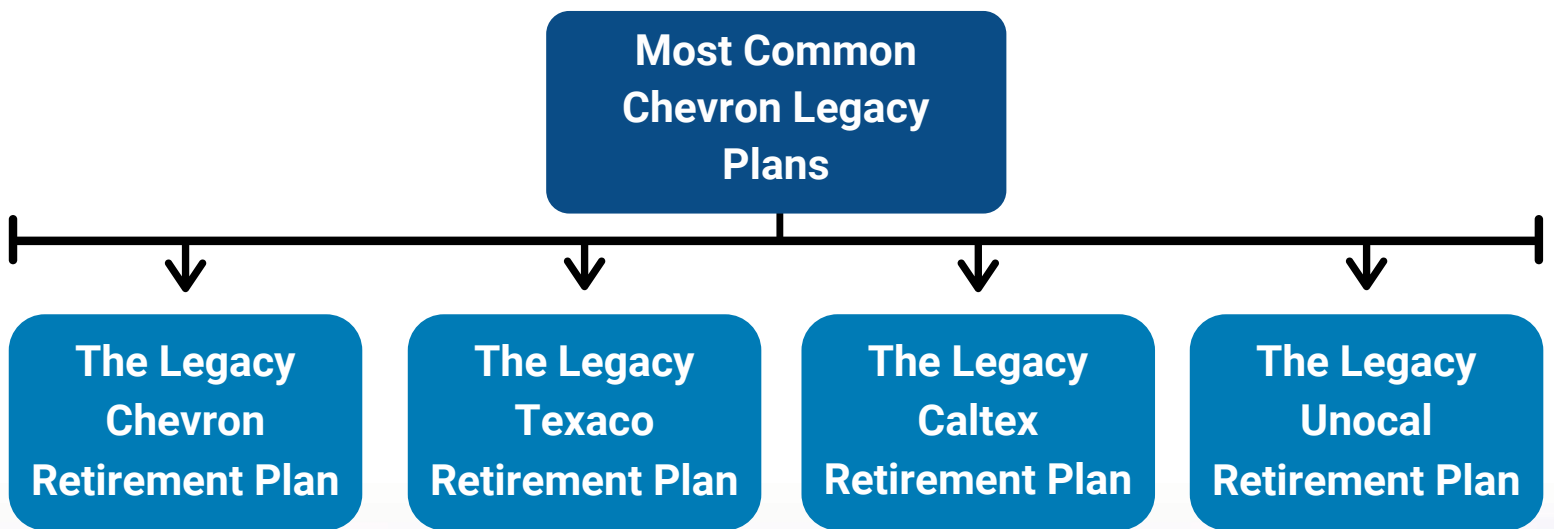 Most Common
Chevron Legacy
Plans
The Legacy
Chevron
Retirement Plan
The Legacy
Texaco
Retirement Plan
The Legacy
Caltex
Retirement Plan
The Legacy
Unocal
Retirement Plan